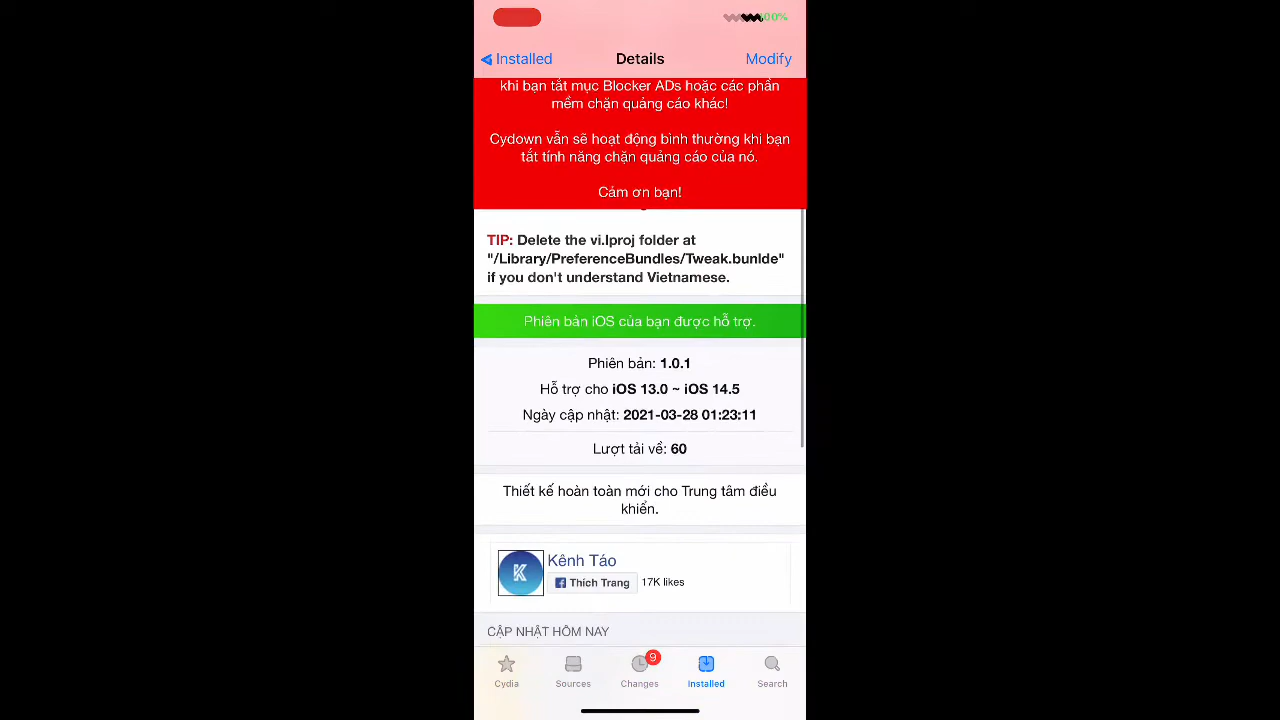 100%
Installed
Details
Modify
khi bạn tắt mục Blocker ADs hoặc các phần
mềm chặn quảng cáo khác!
Cydown vẫn sẽ hoạt động bình thường khi bạn
tắt tính năng chặn quảng cáo của nó.
Cảm ơn bạn!
TIP: Delete the vi.lproj folder at
"/Library/PreferenceBundles/Tweak.bunlde"
if you don't understand Vietnamese.
Phiên bản iOS của bạn được hỗ trợ.
Phiên bản: 1.0.1
Hỗ trợ cho iOS 13.0 ~ iOS 14.5
Ngày cập nhật: 2021-03-28 01:23:11
Lượt tải về: 60
Thiết kế hoàn toàn mới cho Trung tâm điều
khiển.
K
Kênh Táo
Thích Trang
17K likes
CẬP NHẬT HÔM NAY
9
Cydia
Sources
Changes
Installed
Search